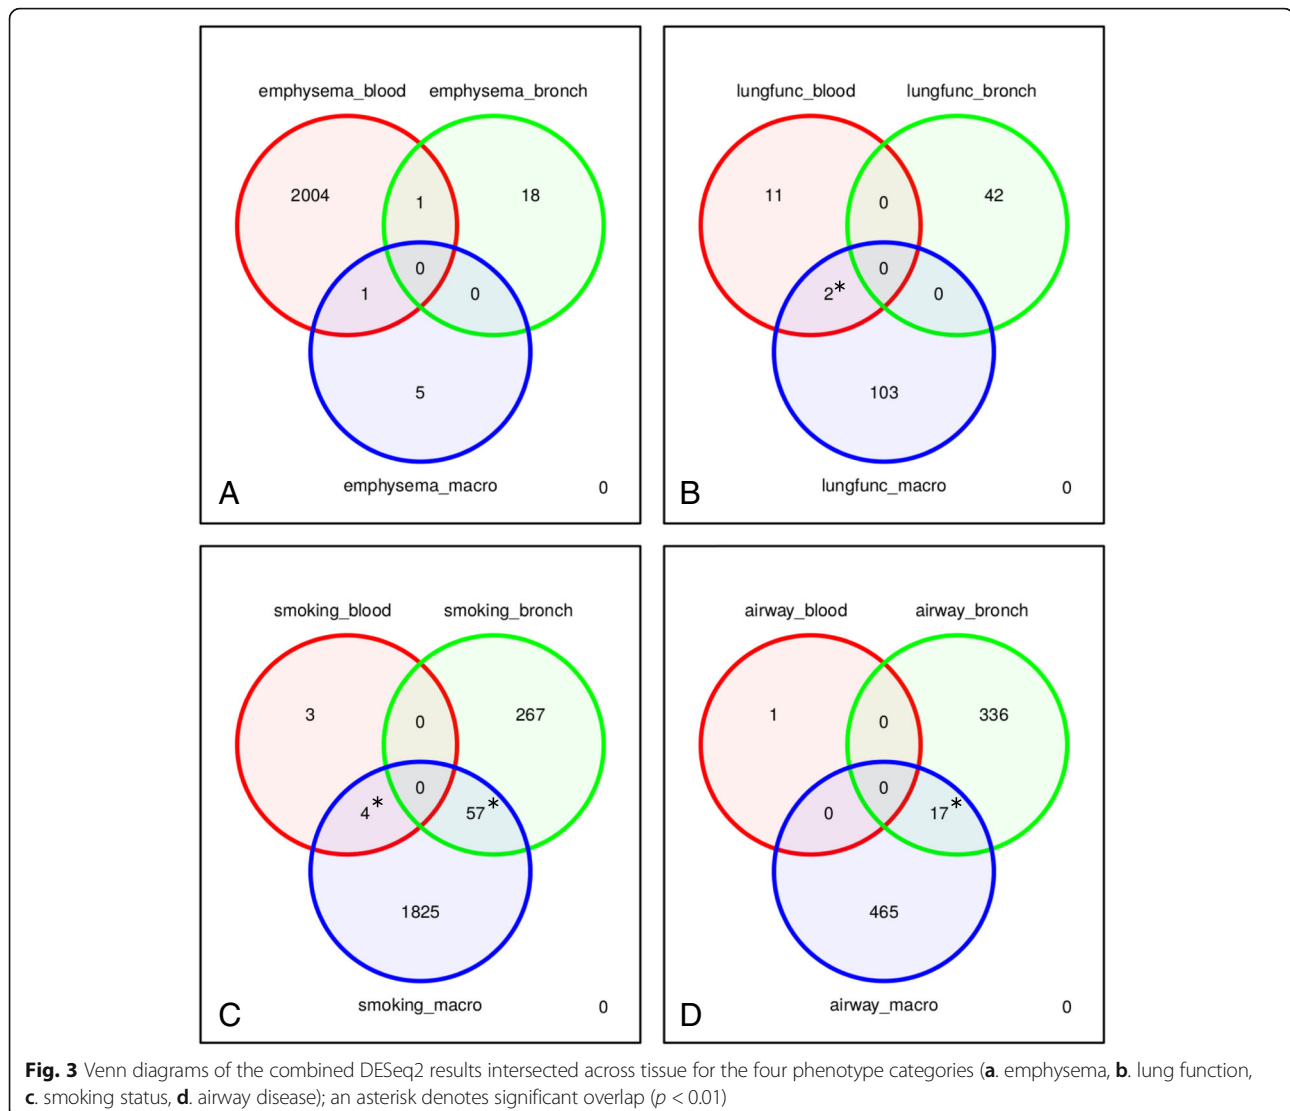 emphysema_blood emphysema_bronch
2004 1 18
0
1 0
5
A emphysema_macro 0
lungfunc_blood lungfunc_bronch
11 0 42
0
2* 0
103
B lungfunc_macro 0
smoking_blood smoking_bronch
3 0 267
0
4* 57*
1825
C smoking_macro 0
airway_blood airway_bronch
1 0 336
0
0 17*
465
D airway_macro 0
Fig. 3 Venn diagrams of the combined DESeq2 results intersected across tissue for the four phenotype categories (a. emphysema, b. lung function,
c. smoking status, d. airway disease); an asterisk denotes significant overlap (p < 0.01)